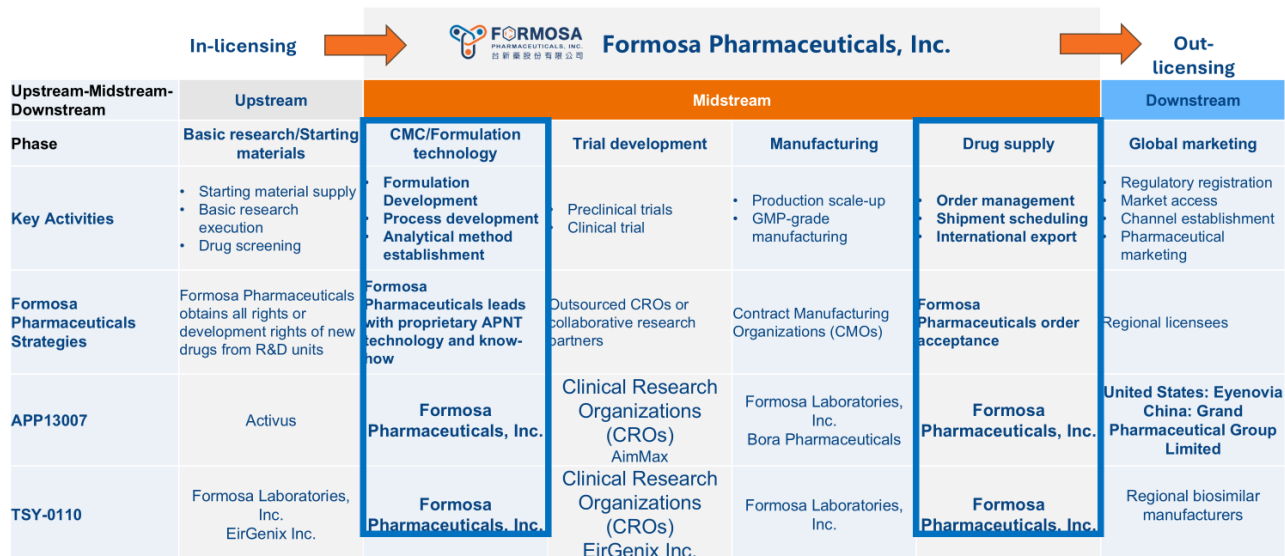 In-licensing
FORMOSA
PHARMACEUTICALS, INC.
台新藥股份有限公司
Formosa Pharmaceuticals, Inc.
Out-
licensing
Upstream-Midstream-
Downstream
Upstream
Midstream
Downstream
Phase
Basic research/Starting
materials
CMC/Formulation
technology
Trial development
Manufacturing
Drug supply
Global marketing
Key Activities
• Starting material supply
• Basic research
execution
• Drug screening
• Formulation
Development
• Process development
• Analytical method
establishment
• Preclinical trials
• Clinical trial
• Production scale-up
• GMP-grade
manufacturing
• Order management
• Shipment scheduling
• International export
• Regulatory registration
• Market access
• Channel establishment
• Pharmaceutical
marketing
Formosa
Pharmaceuticals
Strategies
Formosa Pharmaceuticals
obtains all rights or
development rights of new
drugs from R&D units
Formosa
Pharmaceuticals leads
with proprietary APNT
technology and know-
how
Outsourced CROs or
collaborative research
partners
Contract Manufacturing
Organizations (CMOs)
Formosa
Pharmaceuticals order
acceptance
Regional licensees
APP13007
Activus
Formosa
Pharmaceuticals, Inc.
Clinical Research
Organizations
(CROs)
AimMax
Formosa Laboratories,
Inc.
Bora Pharmaceuticals
Formosa
Pharmaceuticals, Inc.
United States: Eyenovia
China: Grand
Pharmaceutical Group
Limited
TSY-0110
Formosa Laboratories,
Inc.
EirGenix Inc.
Formosa
Pharmaceuticals, Inc.
Clinical Research
Organizations
(CROs)
EirGenix Inc.
Formosa Laboratories,
Inc.
Formosa
Pharmaceuticals, Inc.
Regional biosimilar
manufacturers